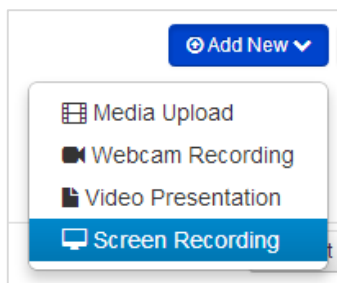 Add New
Media Upload
Webcam Recording
Video Presentation
Screen Recording